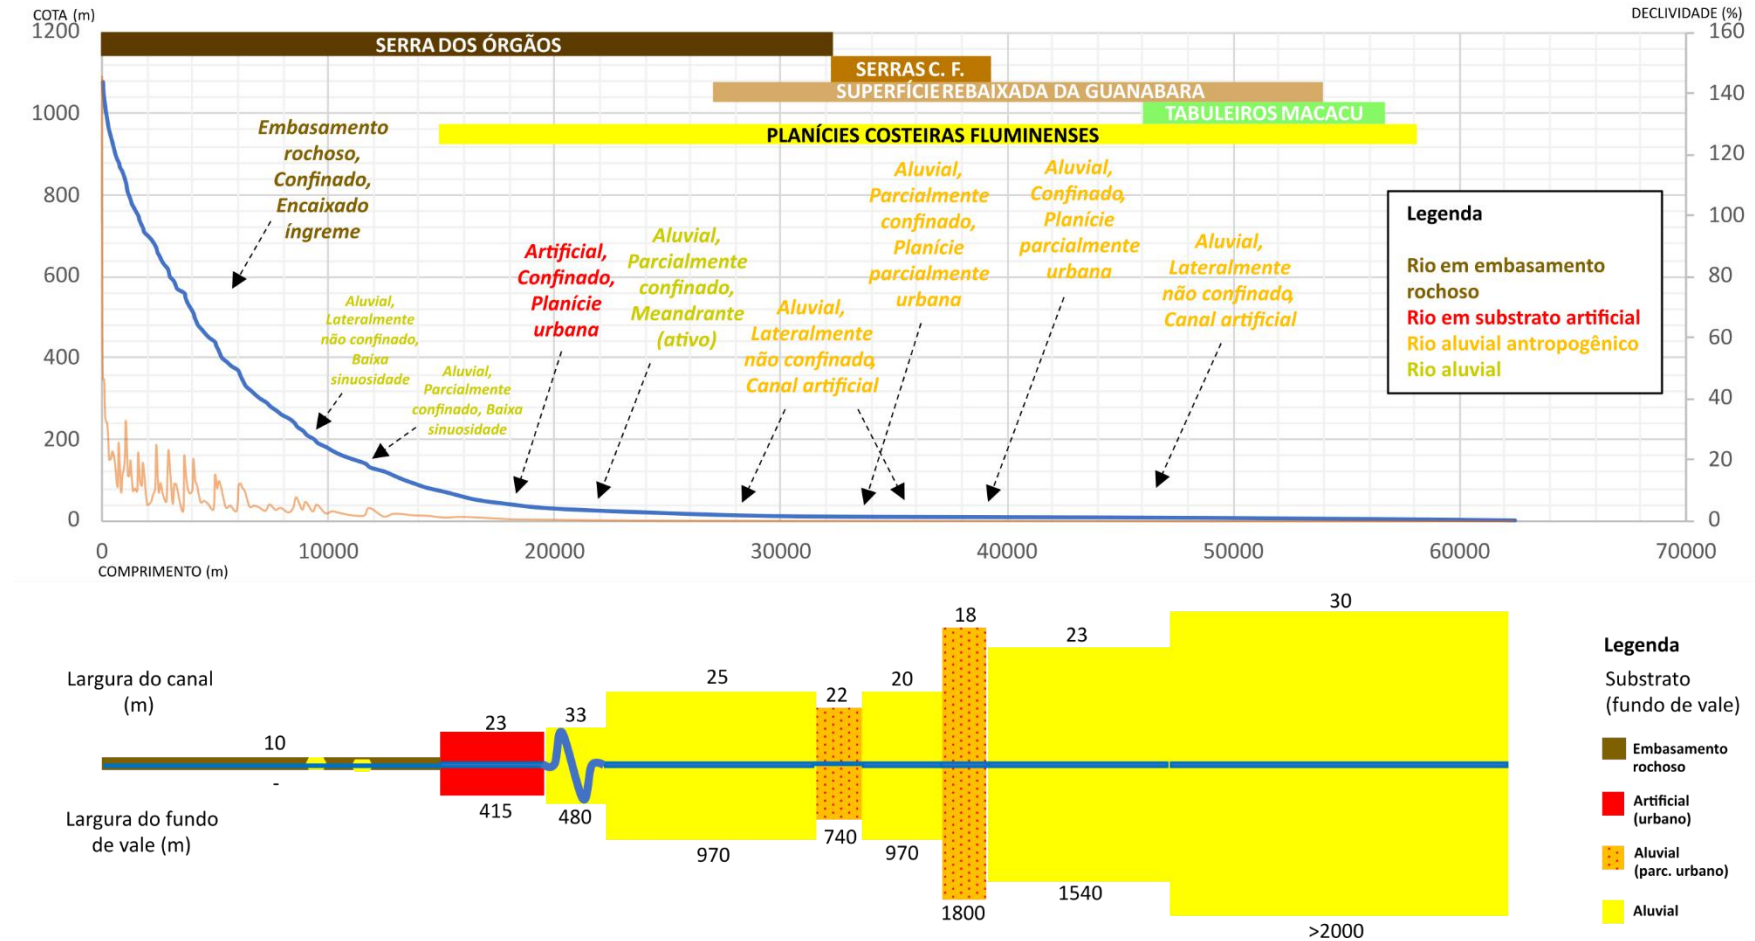 COTA (m)
DECLIVIDADE (%)
1200
160
SERRA DOS ÓRGÃOS
SERRAS C. F.
SUPERFÍCIE REBAIXADA DA GUANABARA
140
1000
TABULEIROS MACACU
PLANÍCIES COSTEIRAS FLUMINENSES
120
800
100
600
80
400
60
40
200
20
0
0
Embasamento
rochoso,
Confinado,
Encaixado
íngreme
Aluvial,
Lateralmente
não confinado,
Baixa
sinuosidade
Aluvial,
Parcialmente
confinado, Baixa
sinuosidade
Artificial,
Confinado,
Planície
urbana
Aluvial,
Parcialmente
confinado,
Meandrante
(ativo)
Aluvial,
Lateralmente
não confinado,
Canal artificial
Aluvial,
Parcialmente
confinado,
Planície
parcialmente
urbana
Aluvial,
Confinado,
Planície
parcialmente
urbana
Aluvial,
Lateralmente
não confinado,
Canal artificial
Legenda
Rio em embasamento
rochoso
Rio em substrato artificial
Rio aluvial antropogênico
Rio aluvial
0 10000 20000 30000 40000 50000 60000 70000
COMPRIMENTO (m)
Largura do canal
(m)
10 23 33 25 22 20 18 23 30
Largura do fundo
de vale (m)
- 415 480 970 740 970 1800 1540 >2000
Legenda
Substrato
(fundo de vale)
Embasamento
rochoso
Artificial
(urbano)
Aluvial
(parc. urbano)
Aluvial